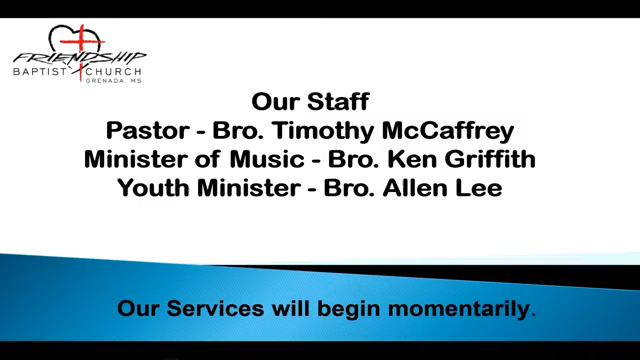 FRIENDSHIP
BAPTIST CHURCH
GRENADA, MS
Our Staff
Pastor - Bro. Timothy McCaffrey
Minister of Music - Bro. Ken Griffith
Youth Minister - Bro. Allen Lee
Our Services will begin momentarily.